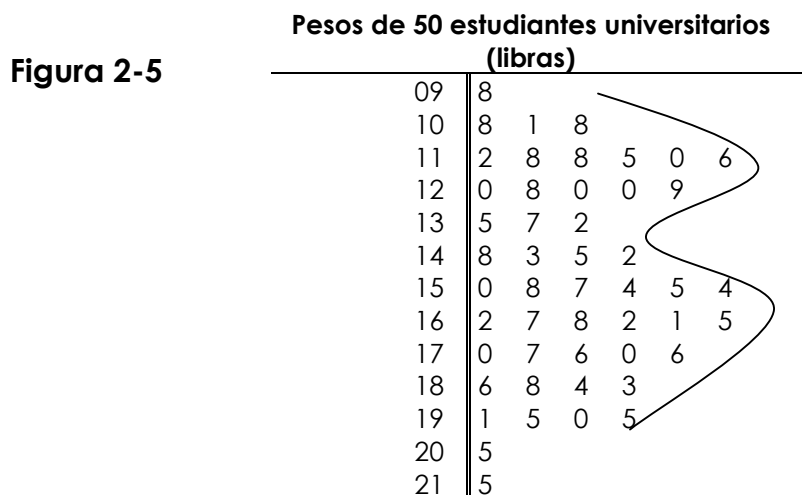 Pesos de 50 estudiantes universitarios
(libras)
Figura 2-5
09 8
10 8 1 8
11 2 8 8 5 0 6
12 0 8 0 0 9
13 5 7 2
14 8 3 5 2
15 0 8 7 4 5 4
16 2 7 8 2 1 5
17 0 7 6 0 6
18 6 8 4 3
19 1 5 0 5
20 5
21 5